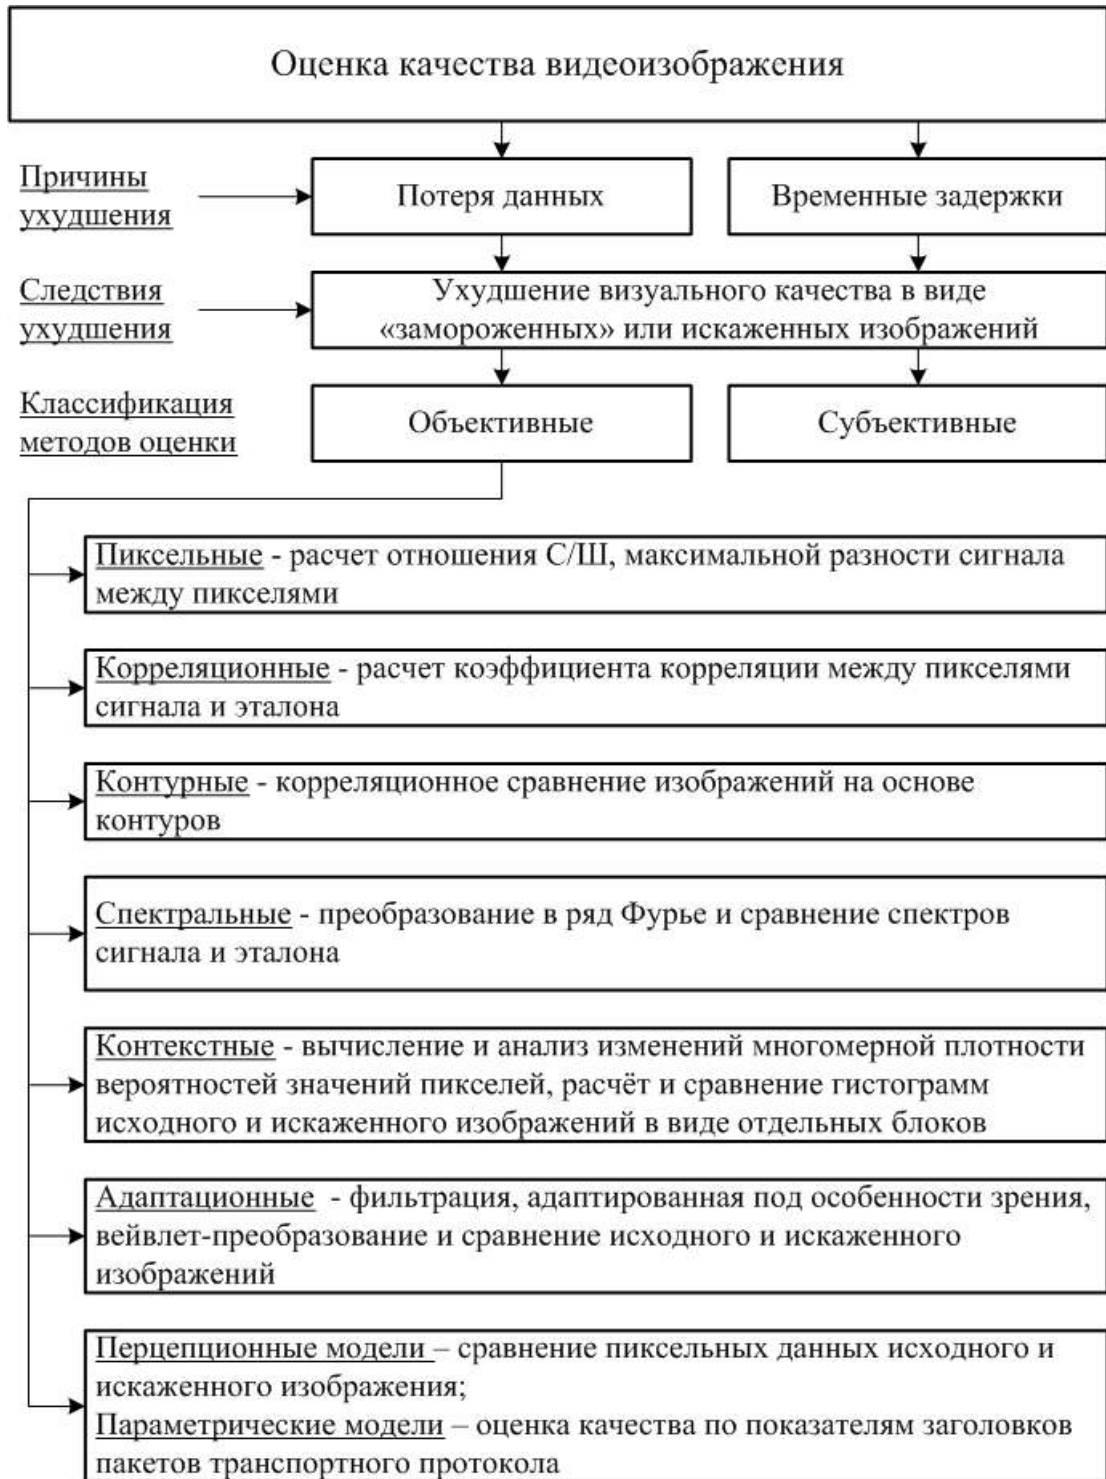 Оценка качества видеоизображения
Причины
ухудшения
Потеря данных
Временные задержки
Следствия
ухудшения
Ухудшение визуального качества в виде
«замороженных» или искаженных изображений
Классификация
методов оценки
Объективные
Субъективные
Пиксельные - расчет отношения С/Ш, максимальной разности сигнала
между пикселями
Корреляционные - расчет коэффициента корреляции между пикселями
сигнала и эталона
Контурные - корреляционное сравнение изображений на основе
контуров
Спектральные - преобразование в ряд Фурье и сравнение спектров
сигнала и эталона
Контекстные - вычисление и анализ изменений многомерной плотности
вероятностей значений пикселей, расчёт и сравнение гистограмм
исходного и искаженного изображений в виде отдельных блоков
Адаптационные - фильтрация, адаптированная под особенности зрения,
вейвлет-преобразование и сравнение исходного и искаженного
изображений
Перцепционные модели – сравнение пиксельных данных исходного и
искаженного изображения;
Параметрические модели – оценка качества по показателям заголовков
пакетов транспортного протокола